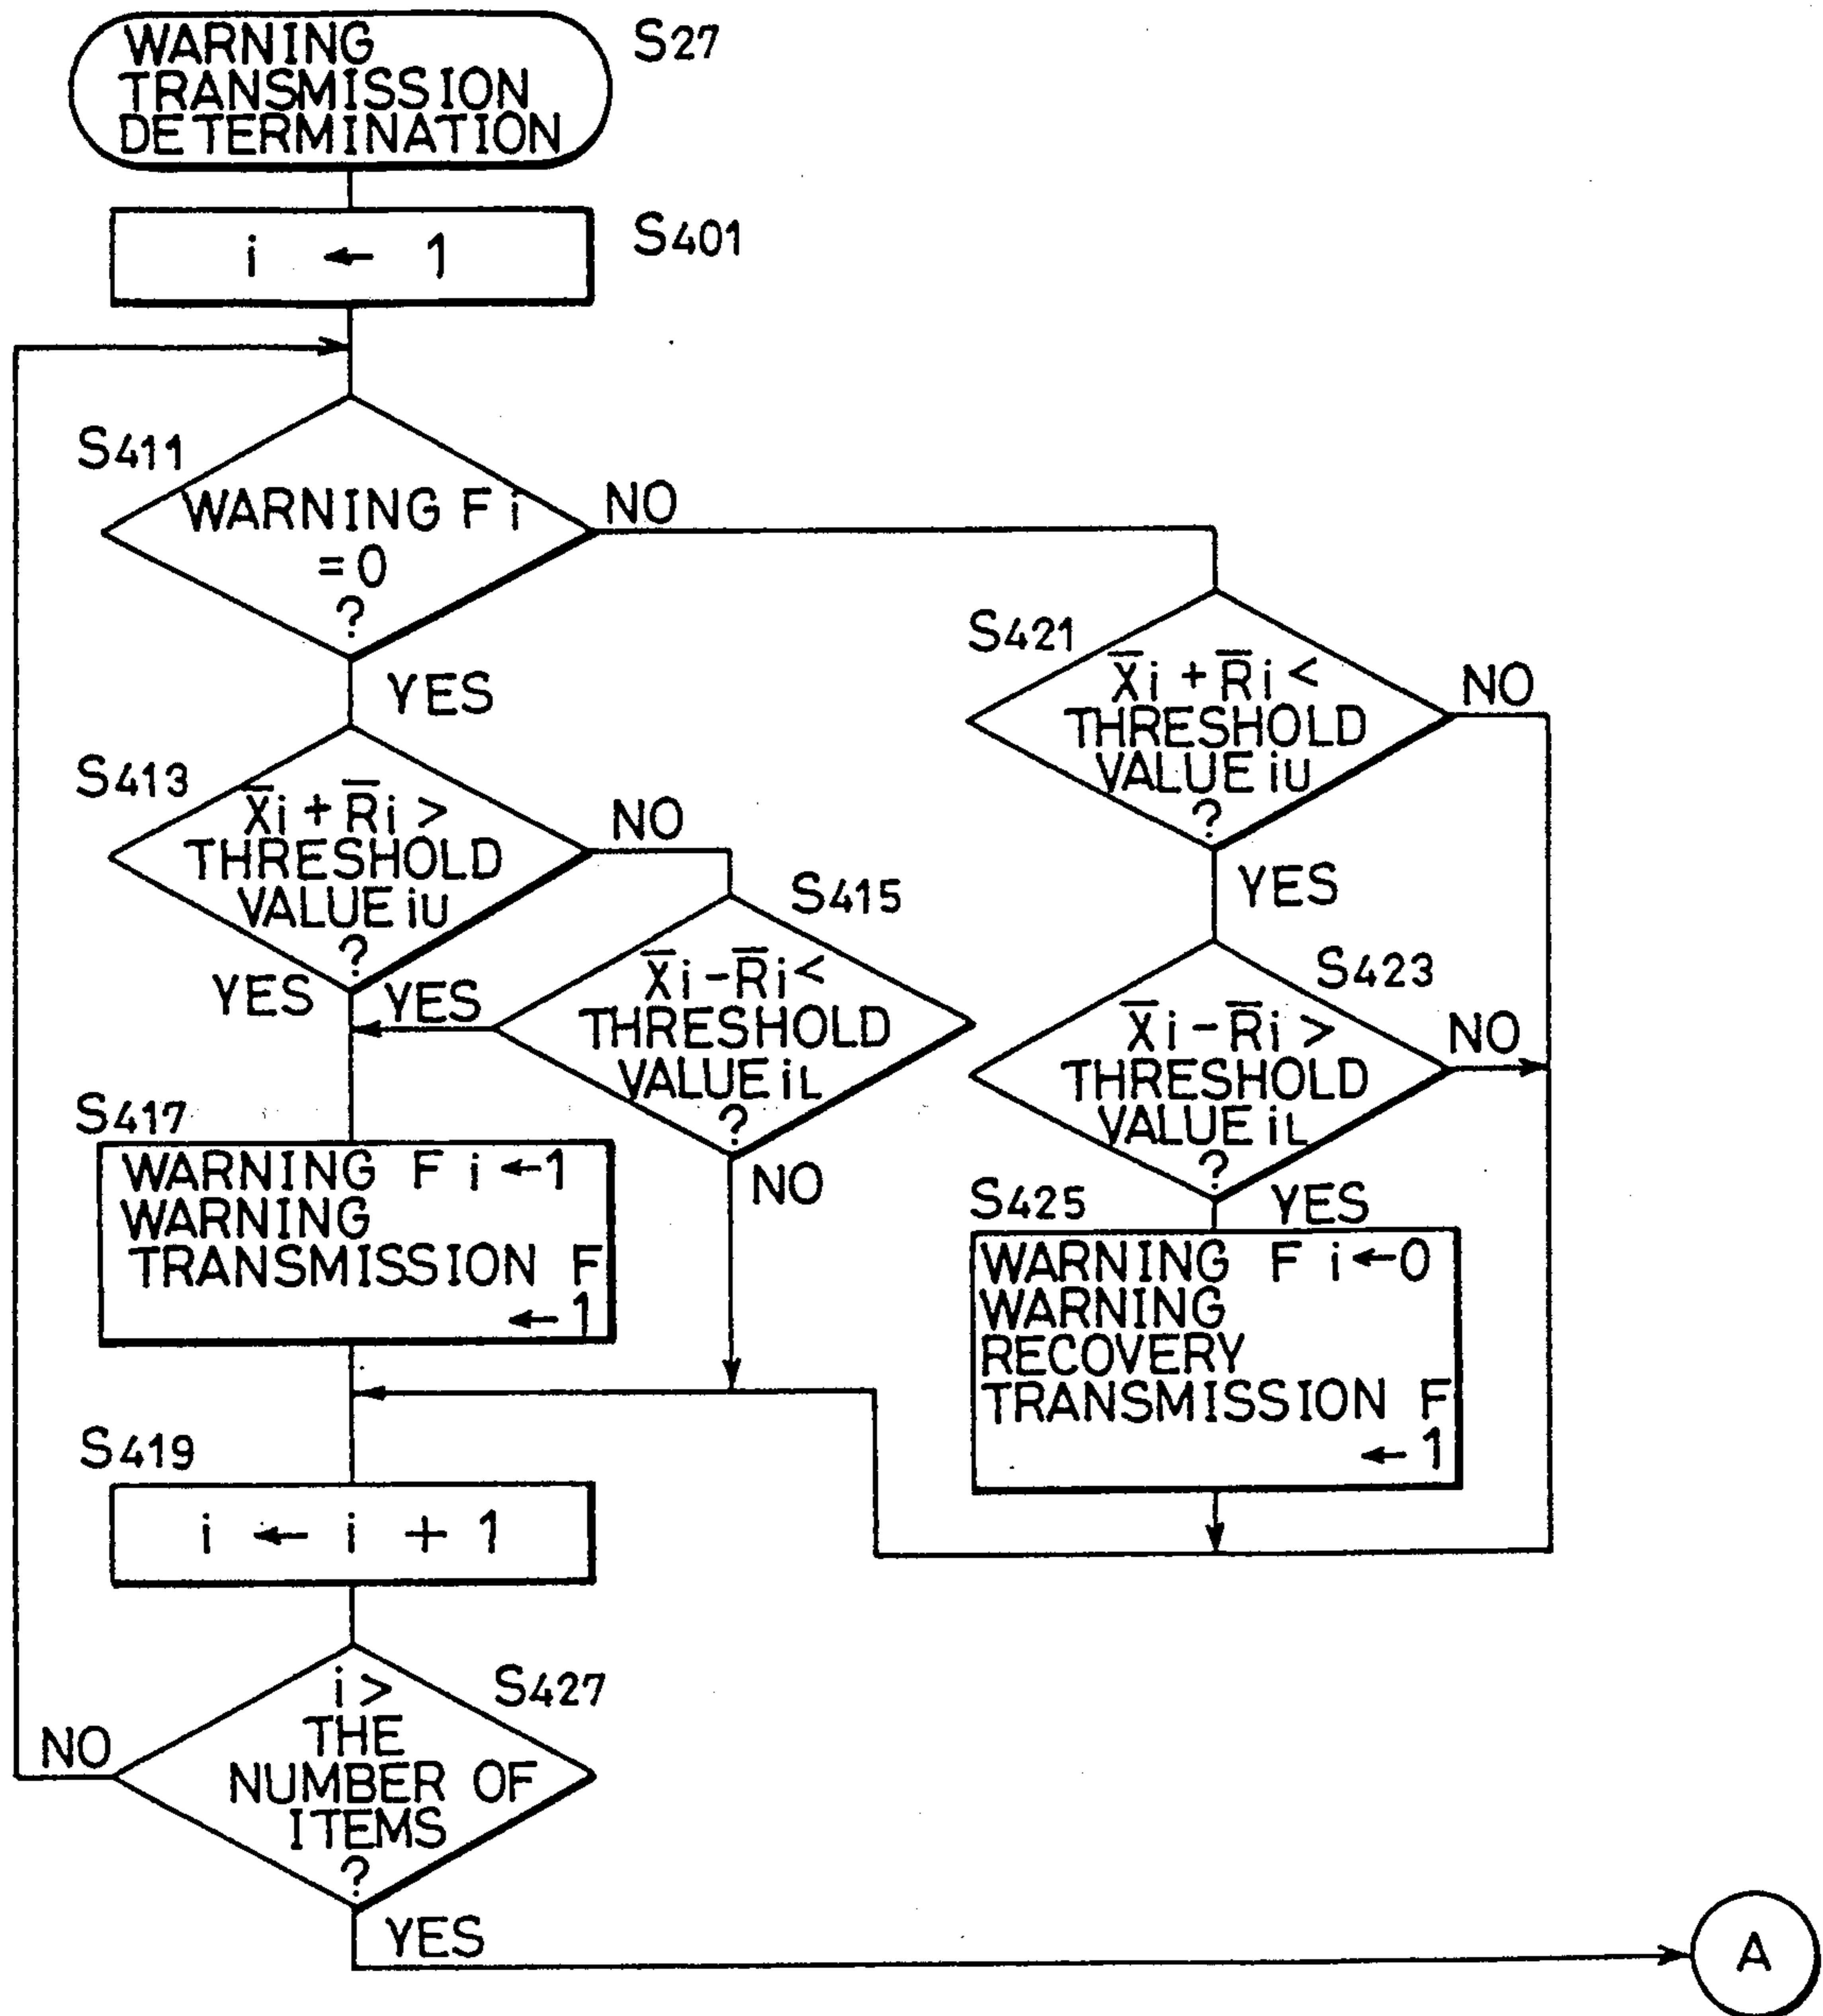 WARNING
TRANSMISSION
DETERMINATION
S27
i ← 1
S401
S411
WARNING F i
=0
?
NO
YES
S421
X̅i + R̅i <
THRESHOLD
VALUE iU
?
NO
YES
S413
X̅i + R̅i >
THRESHOLD
VALUE iU
?
NO
YES
S415
X̅i - R̅i <
THRESHOLD
VALUE iL
?
YES
NO
S423
X̅i - R̅i >
THRESHOLD
VALUE iL
?
NO
YES
S417
WARNING F i ← 1
WARNING
TRANSMISSION F
← 1
S425
WARNING F i ← 0
WARNING
RECOVERY
TRANSMISSION F
← 1
S419
i ← i + 1
S427
i >
THE
NUMBER OF
ITEMS
?
NO
YES
A